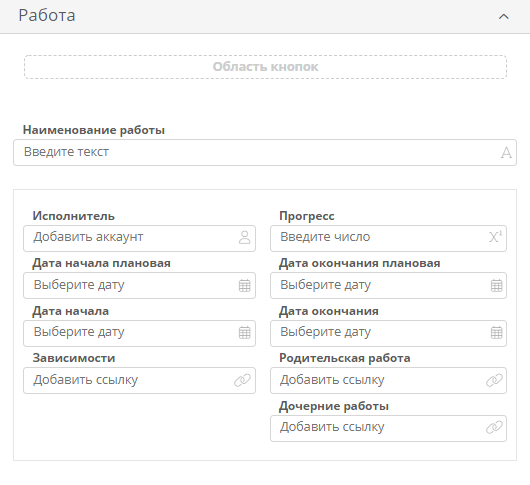 Работа
Область кнопок
Наименование работы
Введите текст
Исполнитель
Прогресс
Добавить аккаунт
Введите число
Дата начала плановая
Дата окончания плановая
Выберите дату
Выберите дату
Дата начала
Дата окончания
Выберите дату
Выберите дату
Зависимости
Родительская работа
Добавить ссылку
Добавить ссылку
Дочерние работы
Добавить ссылку